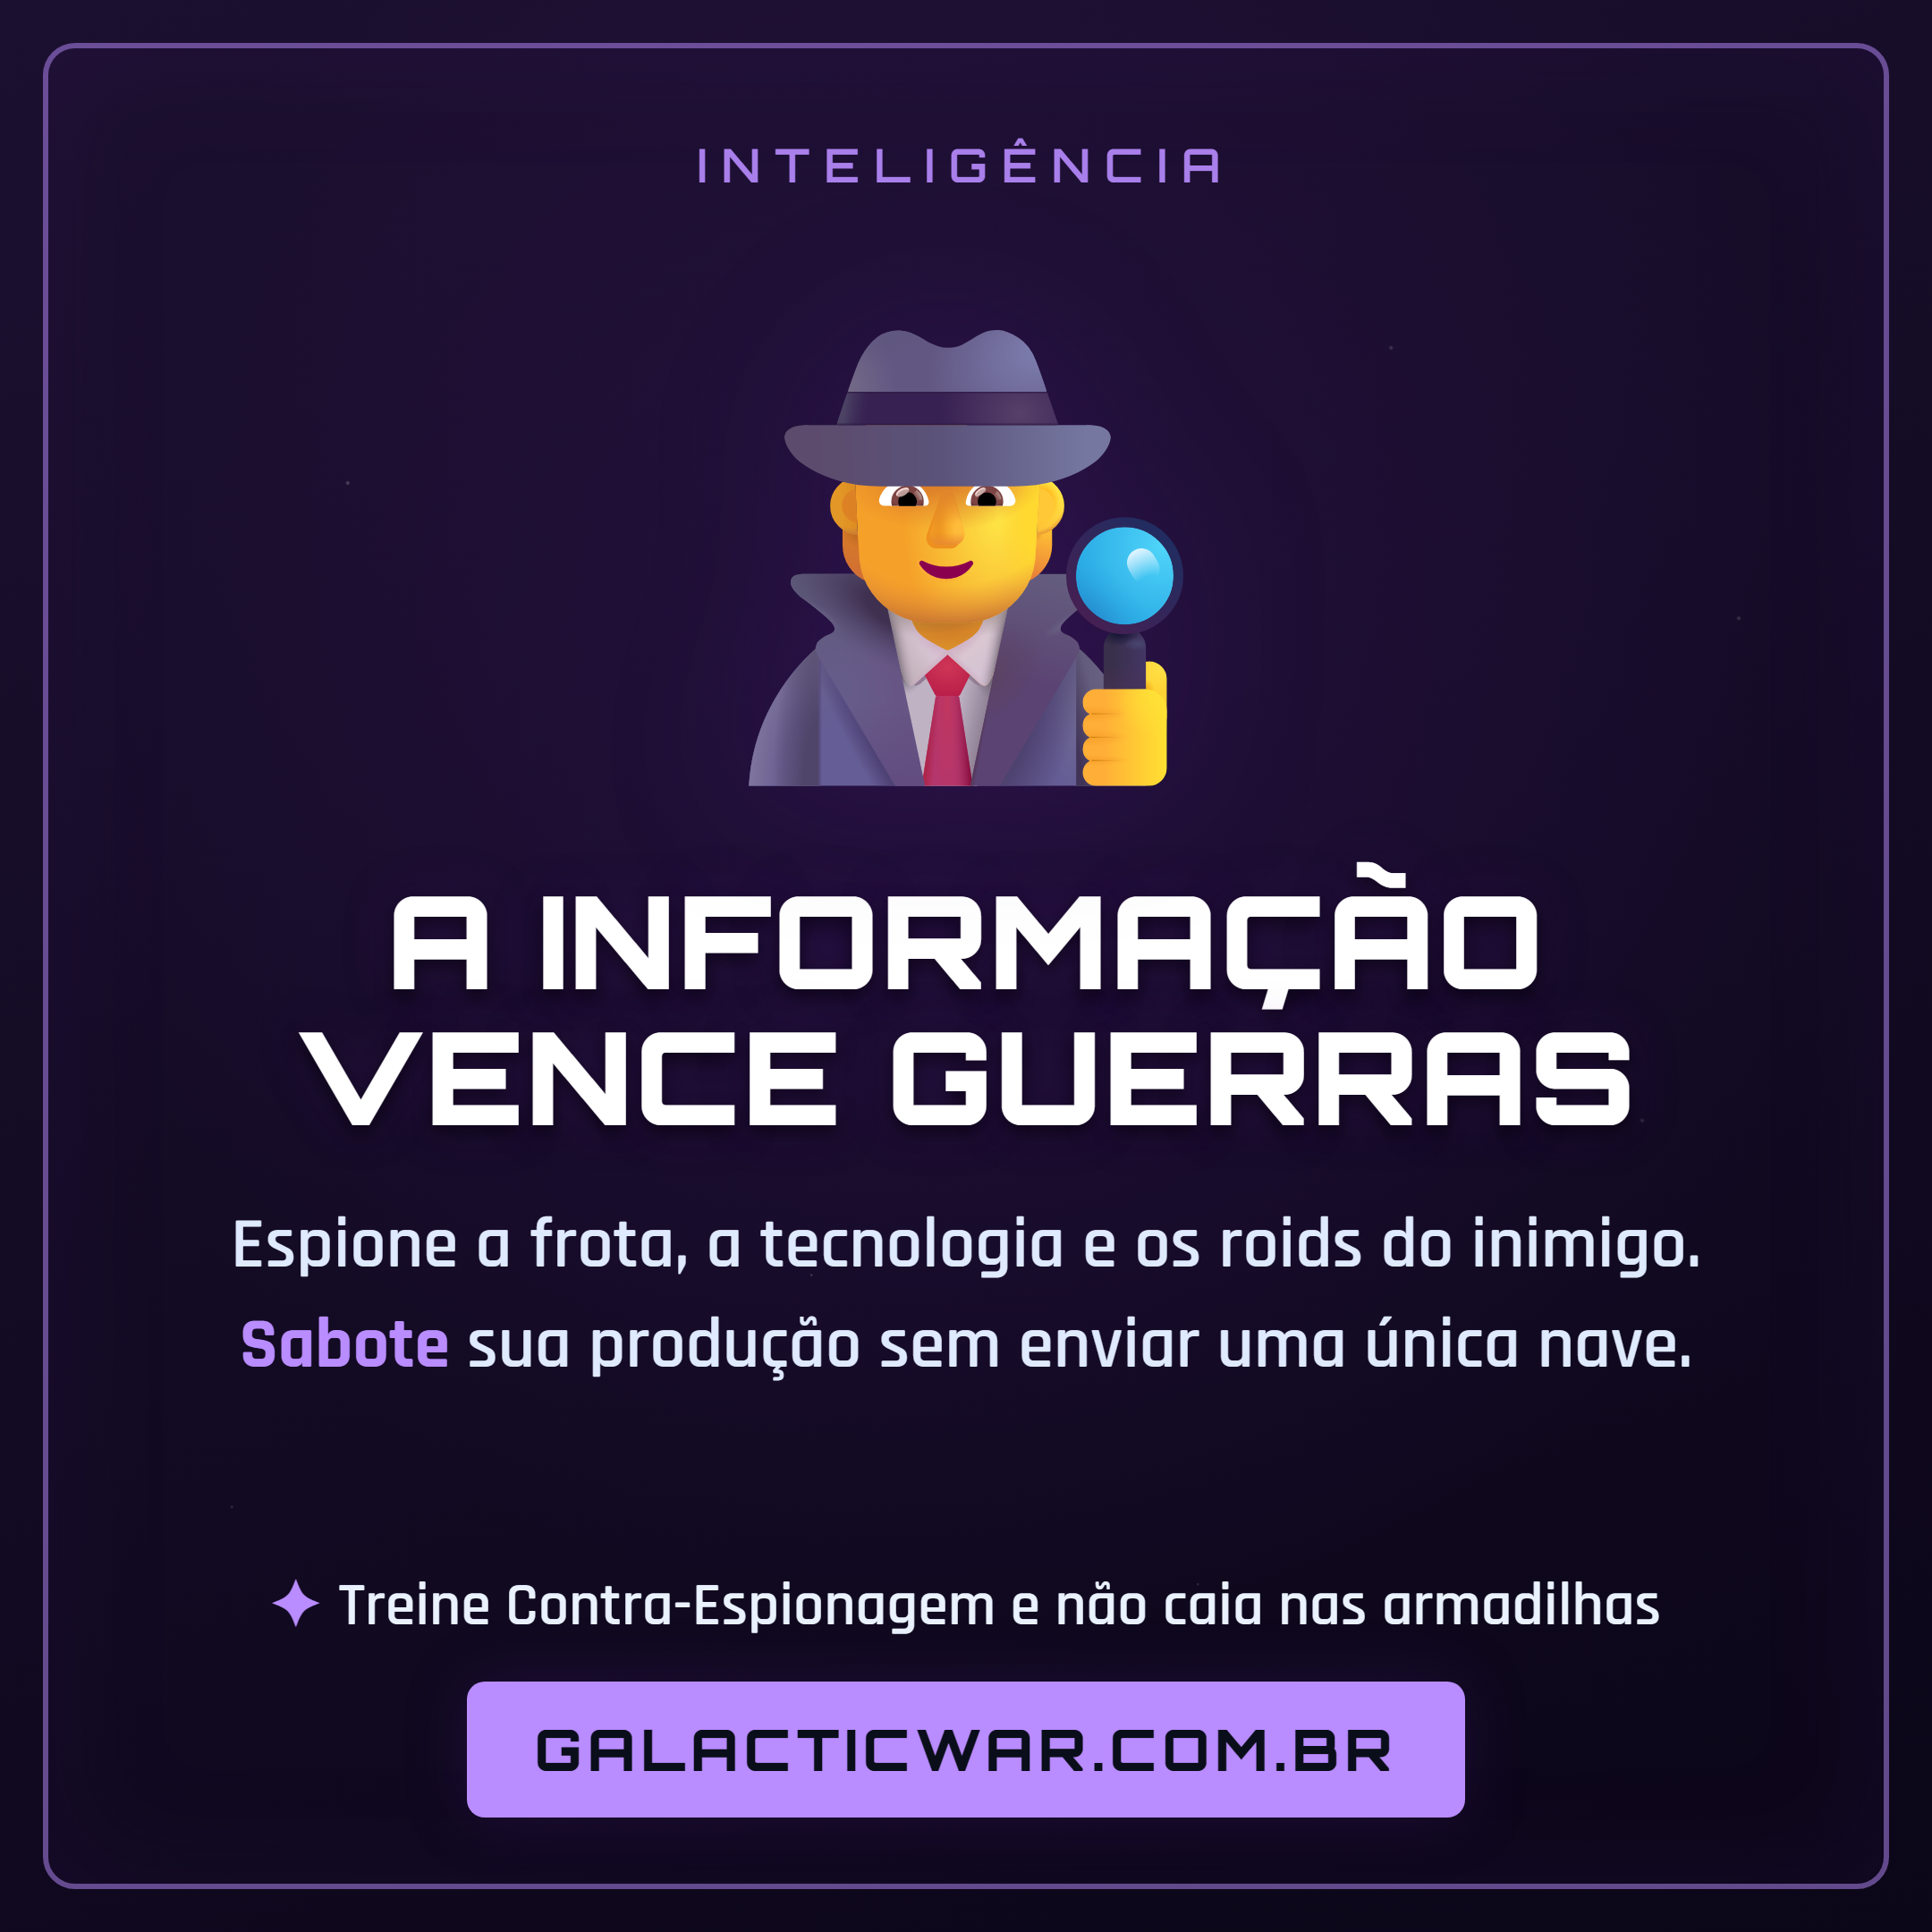 INTELIGÊNCIA
A INFORMAÇÃO
VENCE GUERRAS
Espione a frota, a tecnologia e os roids do inimigo.
Sabote sua produção sem enviar uma única nave.
Treine Contra-Espionagem e não caia nas armadilhas
GALACTICWAR.COM.BR